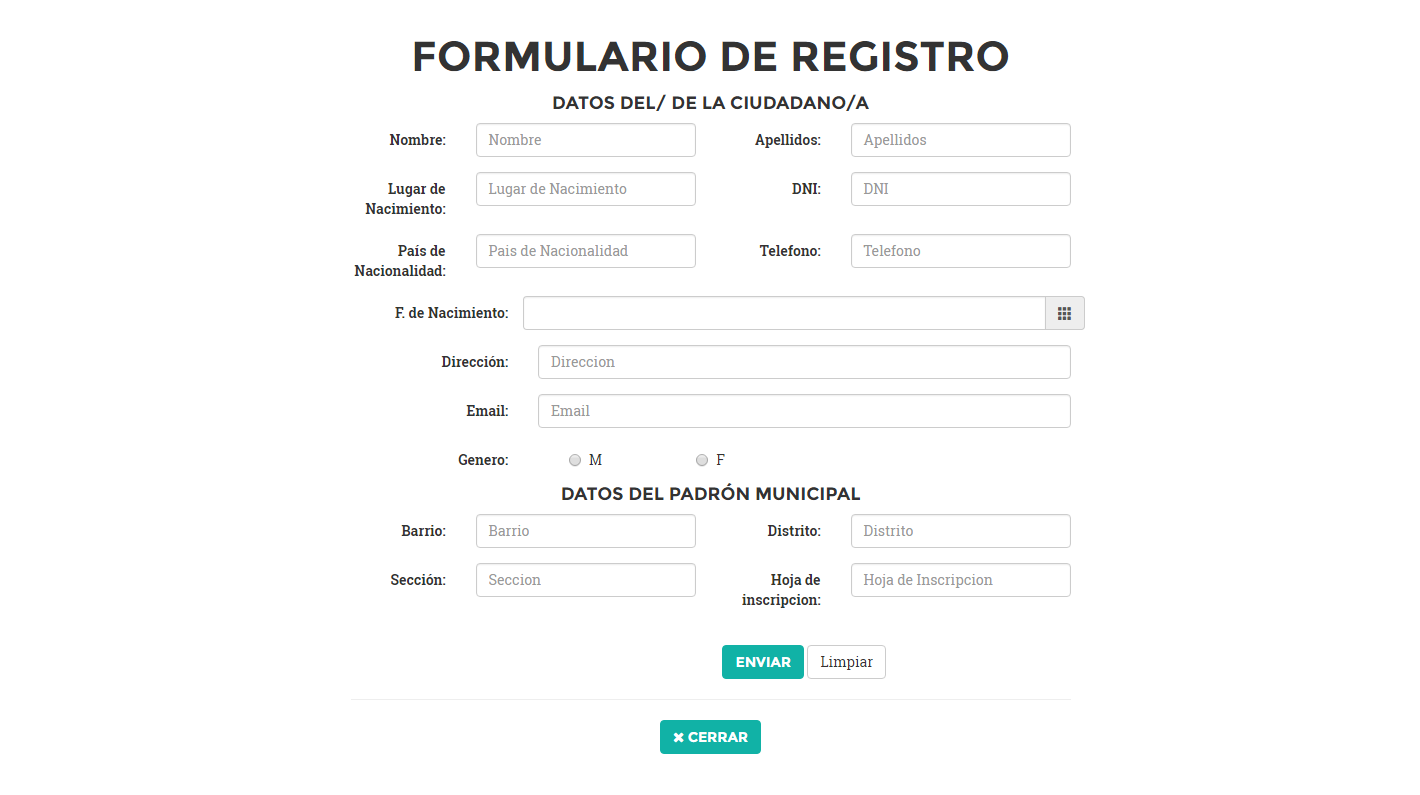 FORMULARIO DE REGISTRO
DATOS DEL/ DE LA CIUDADANO/A
Nombre: Nombre Apellidos: Apellidos
Lugar de Nacimiento: Lugar de Nacimiento DNI: DNI
País de Nacionalidad: Pais de Nacionalidad Telefono: Telefono
F. de Nacimiento:
Dirección: Direccion
Email: Email
Genero: M F
DATOS DEL PADRÓN MUNICIPAL
Barrio: Barrio Distrito: Distrito
Sección: Seccion Hoja de inscripcion: Hoja de Inscripcion
ENVIAR Limpiar
CERRAR